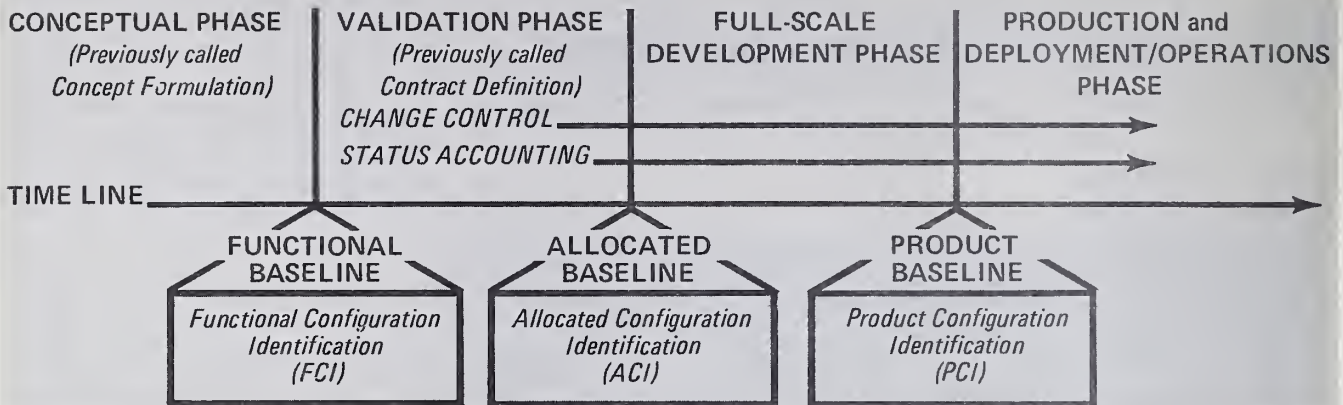 CONCEPTUAL PHASE
(Previously called
Concept Formulation)
VALIDATION PHASE
(Previously called
Contract Definition)
FULL-SCALE
DEVELOPMENT PHASE
PRODUCTION and
DEPLOYMENT/OPERATIONS
PHASE
CHANGE CONTROL
STATUS ACCOUNTING
TIME LINE
FUNCTIONAL
BASELINE
Functional Configuration
Identification
(FCI)
ALLOCATED
BASELINE
Allocated Configuration
Identification
(ACI)
PRODUCT
BASELINE
Product Configuration
Identification
(PCI)